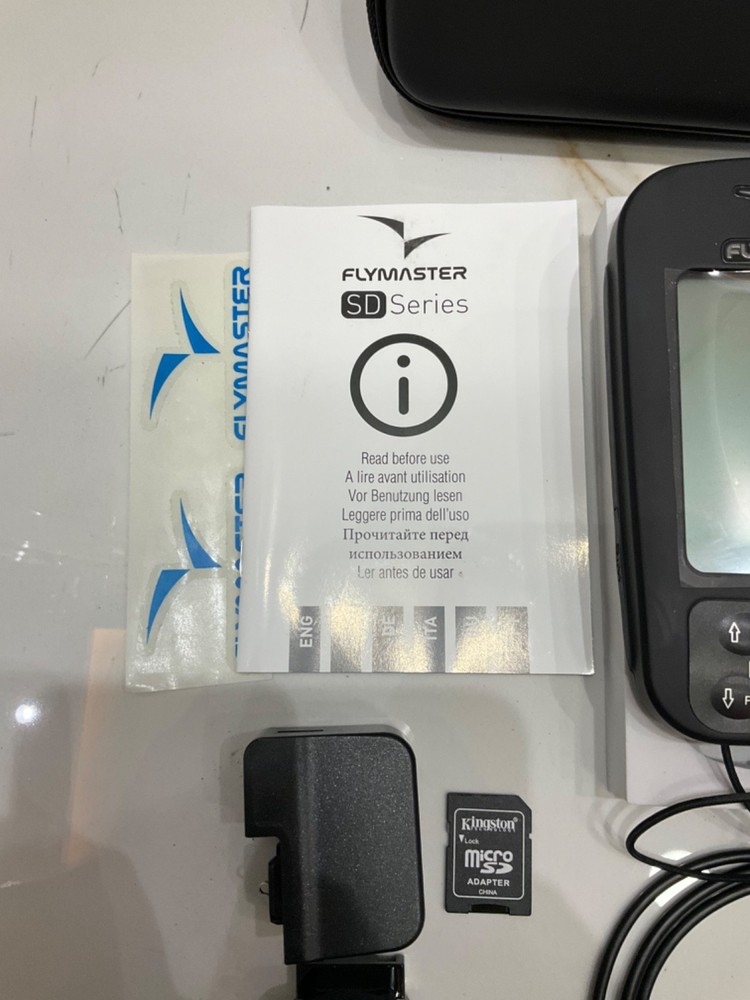 FLYMASTER
SD Series
i
Read before use
A lire avant utilisation
Vor Benutzung lesen
Leggere prima dell'uso
Прочитайте перед
использованием
Ler antes de usar
ENG
DE
ITA
FLYMASTER
Kingston
Lock
micro
SD
ADAPTER
CHINA